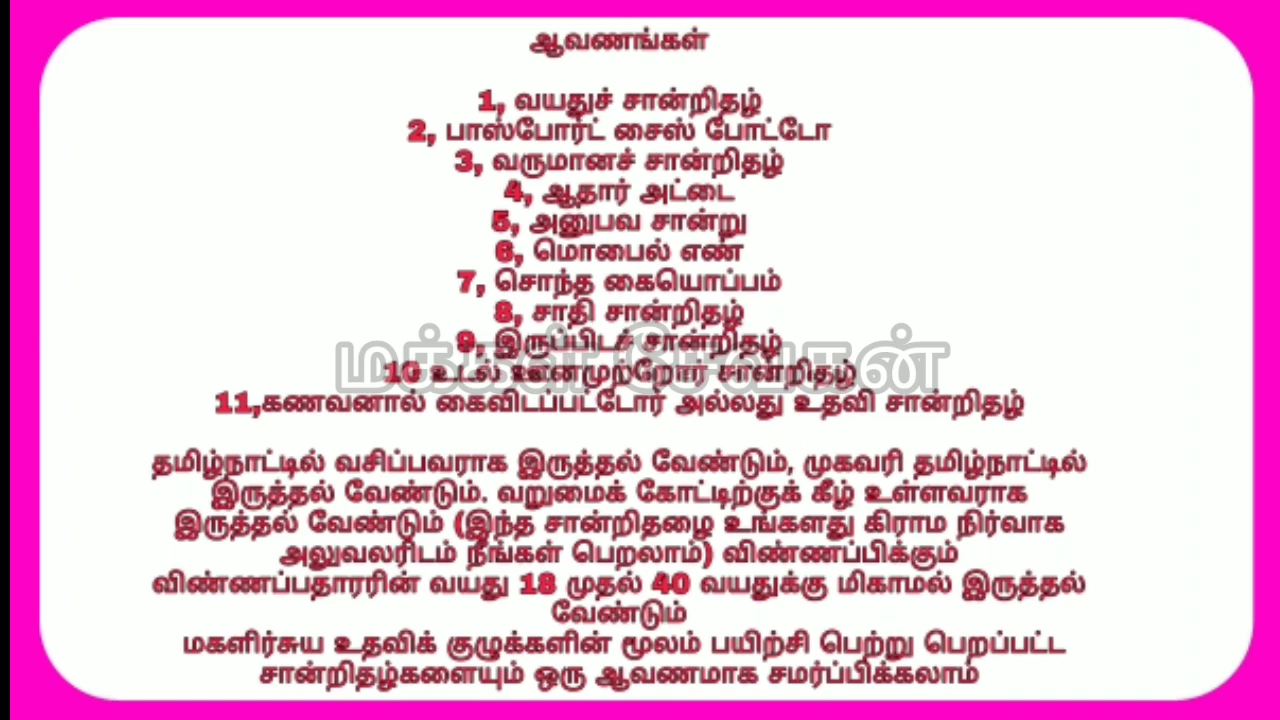 ஆவணங்கள்
1, வயதுச் சான்றிதழ்
2, பாஸ்போர்ட் சைஸ் போட்டோ
3, வருமானச் சான்றிதழ்
4, ஆதார் அட்டை
5, அனுபவ சான்று
6, மொபைல் எண்
7, சொந்த கையொப்பம்
8, சாதி சான்றிதழ்
9, இருப்பிடச் சான்றிதழ்
மக்கள் சேவகன்
10 உடல் ஊனமுற்றோர் சான்றிதழ்
11,கணவனால் கைவிடப்பட்டோர் அல்லது உதவி சான்றிதழ்
தமிழ்நாட்டில் வசிப்பவராக இருத்தல் வேண்டும், முகவரி தமிழ்நாட்டில்
இருத்தல் வேண்டும். வறுமைக் கோட்டிற்குக் கீழ் உள்ளவராக
இருத்தல் வேண்டும் (இந்த சான்றிதழை உங்களது கிராம நிர்வாக
அலுவலரிடம் நீங்கள் பெறலாம்) விண்ணப்பிக்கும்
விண்ணப்பதாரரின் வயது 18 முதல் 40 வயதுக்கு மிகாமல் இருத்தல்
வேண்டும்
மகளிர்சுய உதவிக் குழுக்களின் மூலம் பயிற்சி பெற்று பெறப்பட்ட
சான்றிதழ்களையும் ஒரு ஆவணமாக சமர்ப்பிக்கலாம்